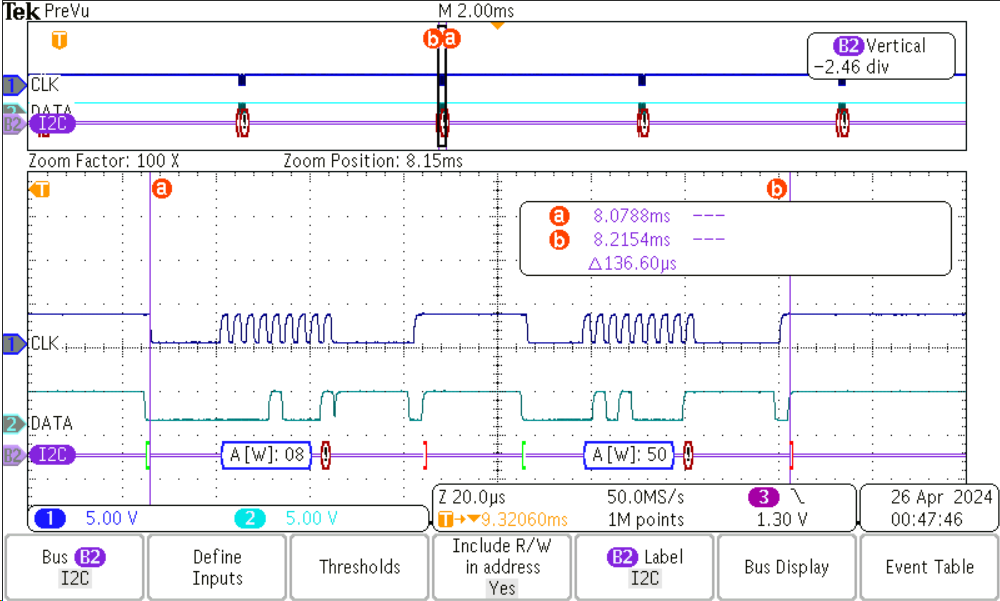 Tek PreVu
M 2.00ms
T
b a
B2 Vertical
-2.46 div
1 CLK
2 DATA
B2 I2C
Zoom Factor: 100 X
Zoom Position: 8.15ms
T
a
b
a 8.0788ms ---
b 8.2154ms ---
Δ136.60µs
1 CLK
2 DATA
B2 I2C
A [W]: 08 !
A [W]: 50 !
1 5.00 V
2 5.00 V
Z 20.0µs
50.0MS/s
3
T→▼9.32060ms
1M points
1.30 V
26 Apr 2024
00:47:46
Bus B2
I2C
Define
Inputs
Thresholds
Include R/W
in address
Yes
B2 Label
I2C
Bus Display
Event Table